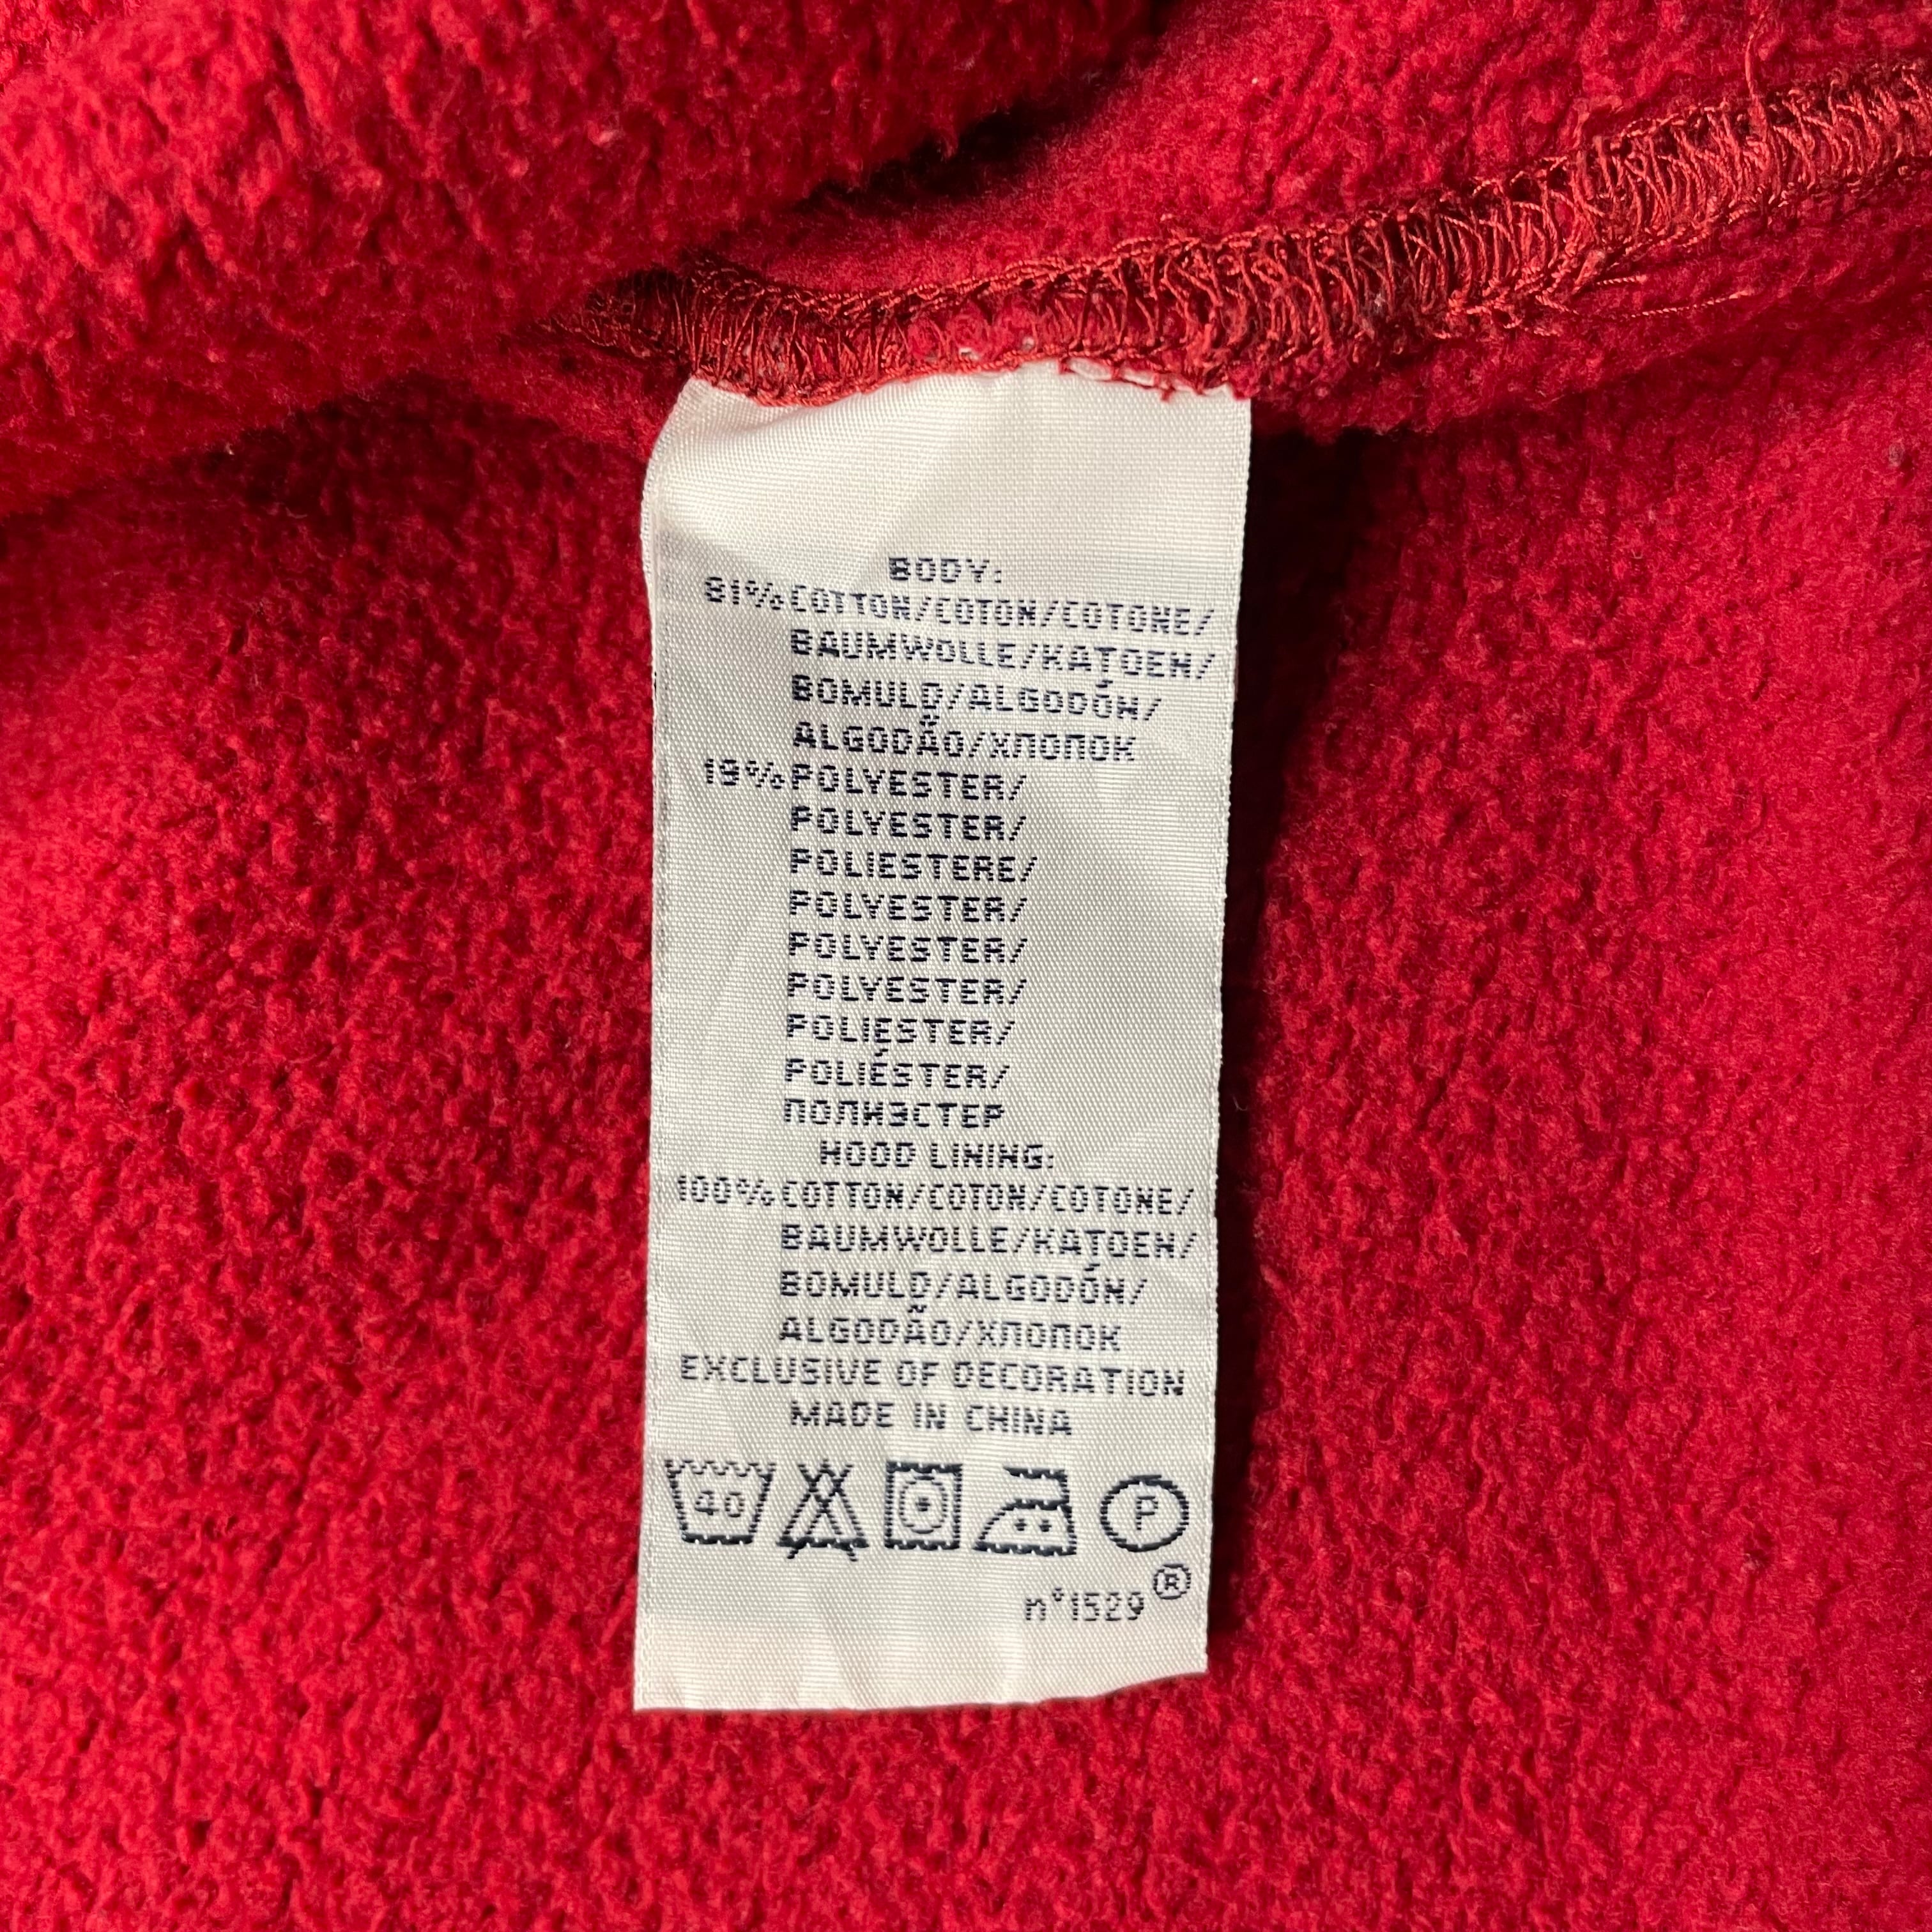 BODY:
81% COTTON/COTON/COTONE/
BAUMWOLLE/KATOEN/
BOMULD/ALGODÓN/
ALGODÃO/ХЛОПОК
19% POLYESTER/
POLYESTER/
POLIESTERE/
POLYESTER/
POLYESTER/
POLYESTER/
POLIESTER/
POLIÉSTER/
ПОЛИЭСТЕР
HOOD LINING:
100% COTTON/COTON/COTONE/
BAUMWOLLE/KATOEN/
BOMULD/ALGODÓN/
ALGODÃO/ХЛОПОК
EXCLUSIVE OF DECORATION
MADE IN CHINA
40 P
n°1529 ®